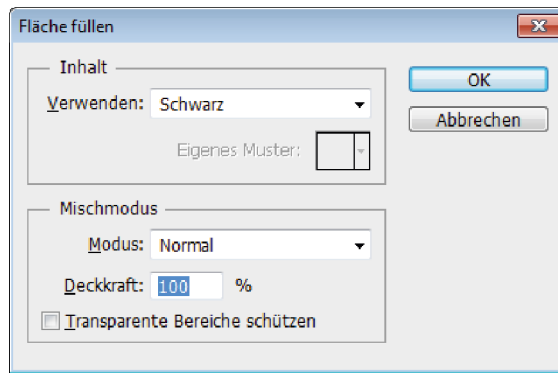 Fläche füllen
Inhalt
Verwenden: Schwarz
Eigenes Muster:
OK
Abbrechen
Mischmodus
Modus: Normal
Deckkraft: 100 %
Transparente Bereiche schützen